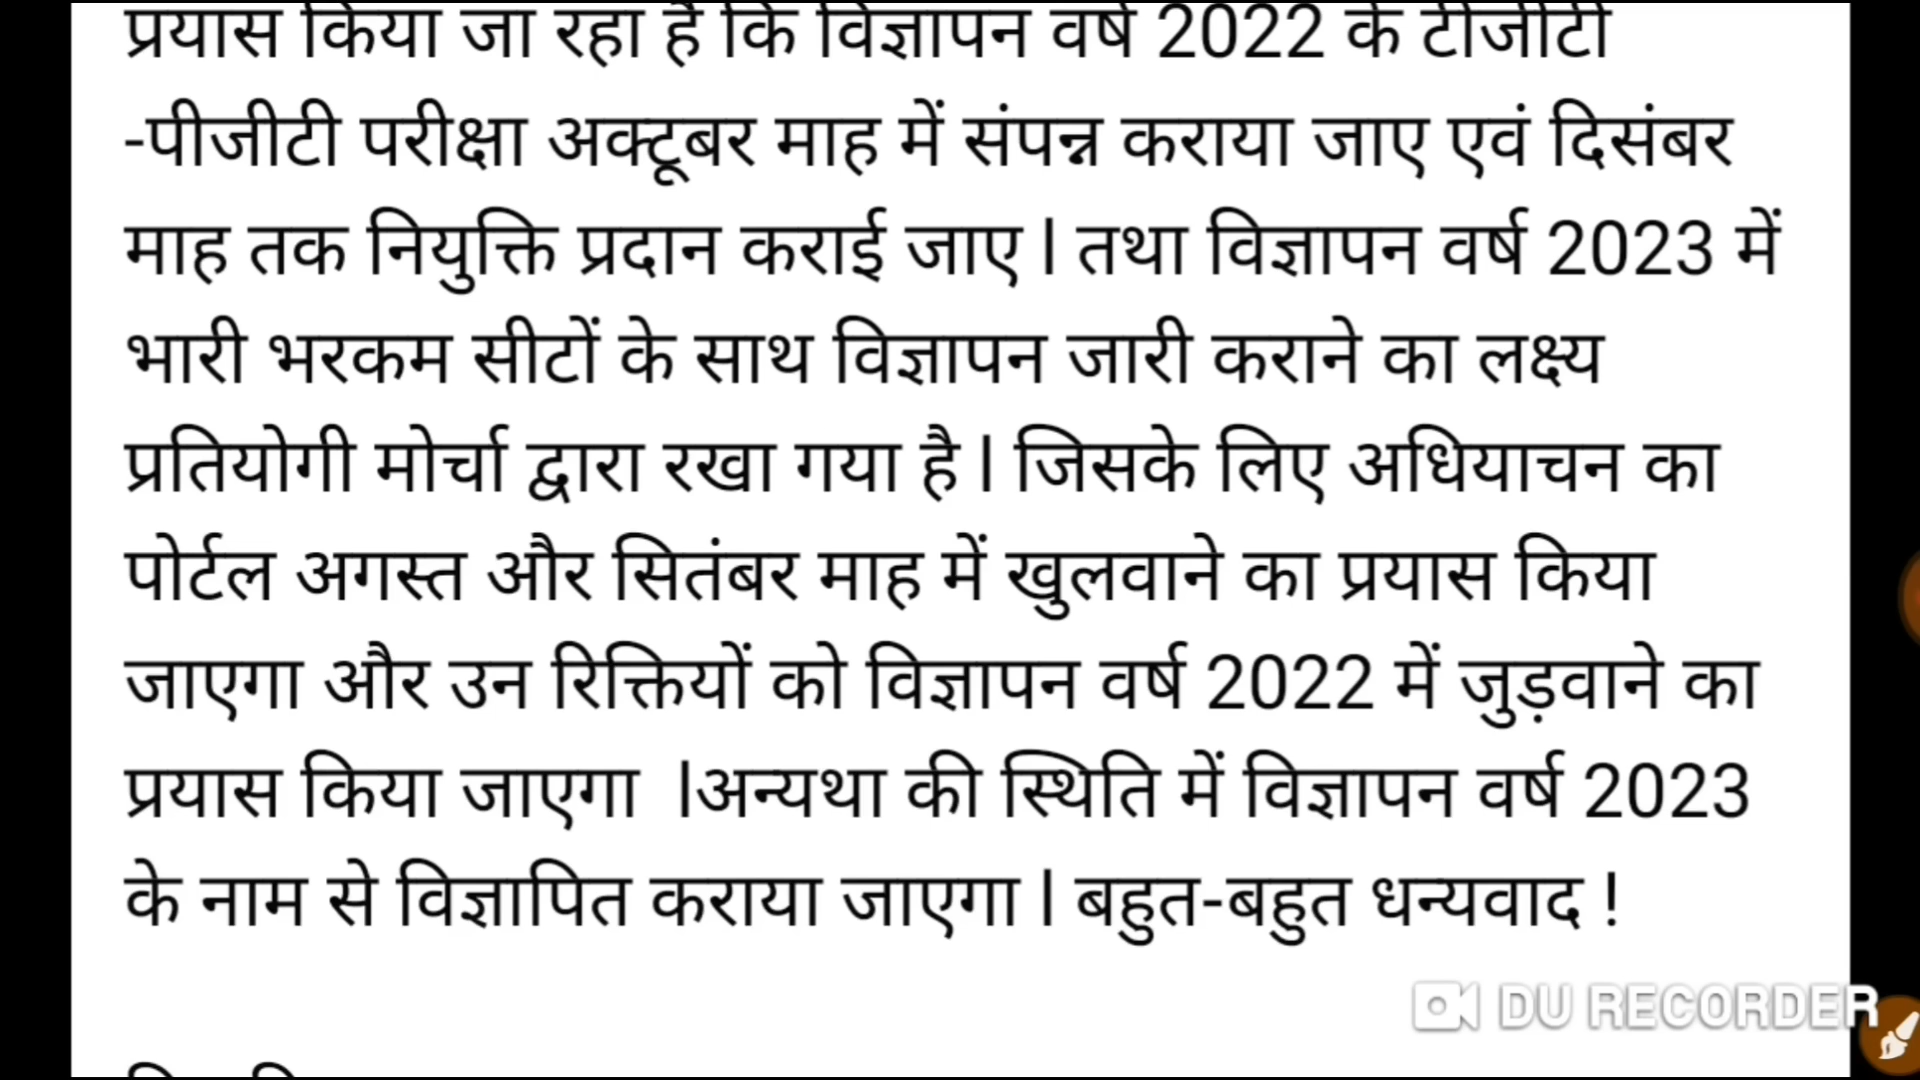 प्रयास किया जा रहा है कि विज्ञापन वर्ष 2022 के टीजीटी
-पीजीटी परीक्षा अक्टूबर माह में संपन्न कराया जाए एवं दिसंबर
माह तक नियुक्ति प्रदान कराई जाए l तथा विज्ञापन वर्ष 2023 में
भारी भरकम सीटों के साथ विज्ञापन जारी कराने का लक्ष्य
प्रतियोगी मोर्चा द्वारा रखा गया है l जिसके लिए अधियाचन का
पोर्टल अगस्त और सितंबर माह में खुलवाने का प्रयास किया
जाएगा और उन रिक्तियों को विज्ञापन वर्ष 2022 में जुड़वाने का
प्रयास किया जाएगा lअन्यथा की स्थिति में विज्ञापन वर्ष 2023
के नाम से विज्ञापित कराया जाएगा l बहुत-बहुत धन्यवाद !
DU RECORDER